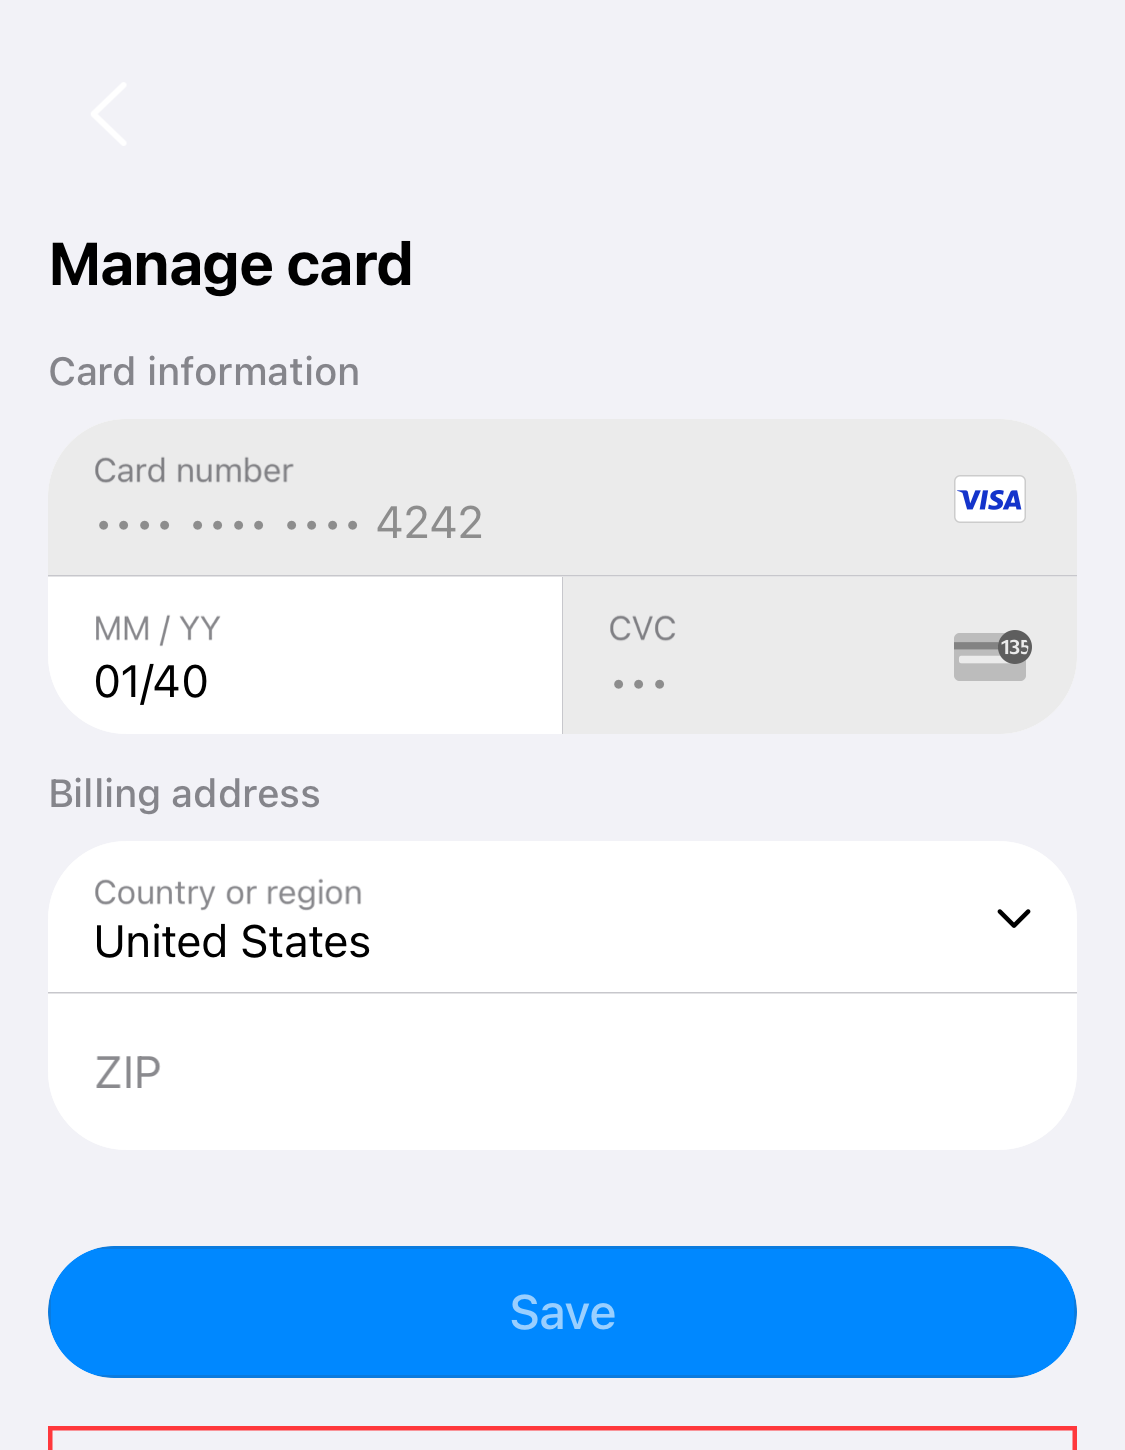 Manage card
Card information
Card number
•••• •••• •••• 4242
VISA
MM / YY
01/40
CVC
•••
135
Billing address
Country or region
United States
ZIP
Save